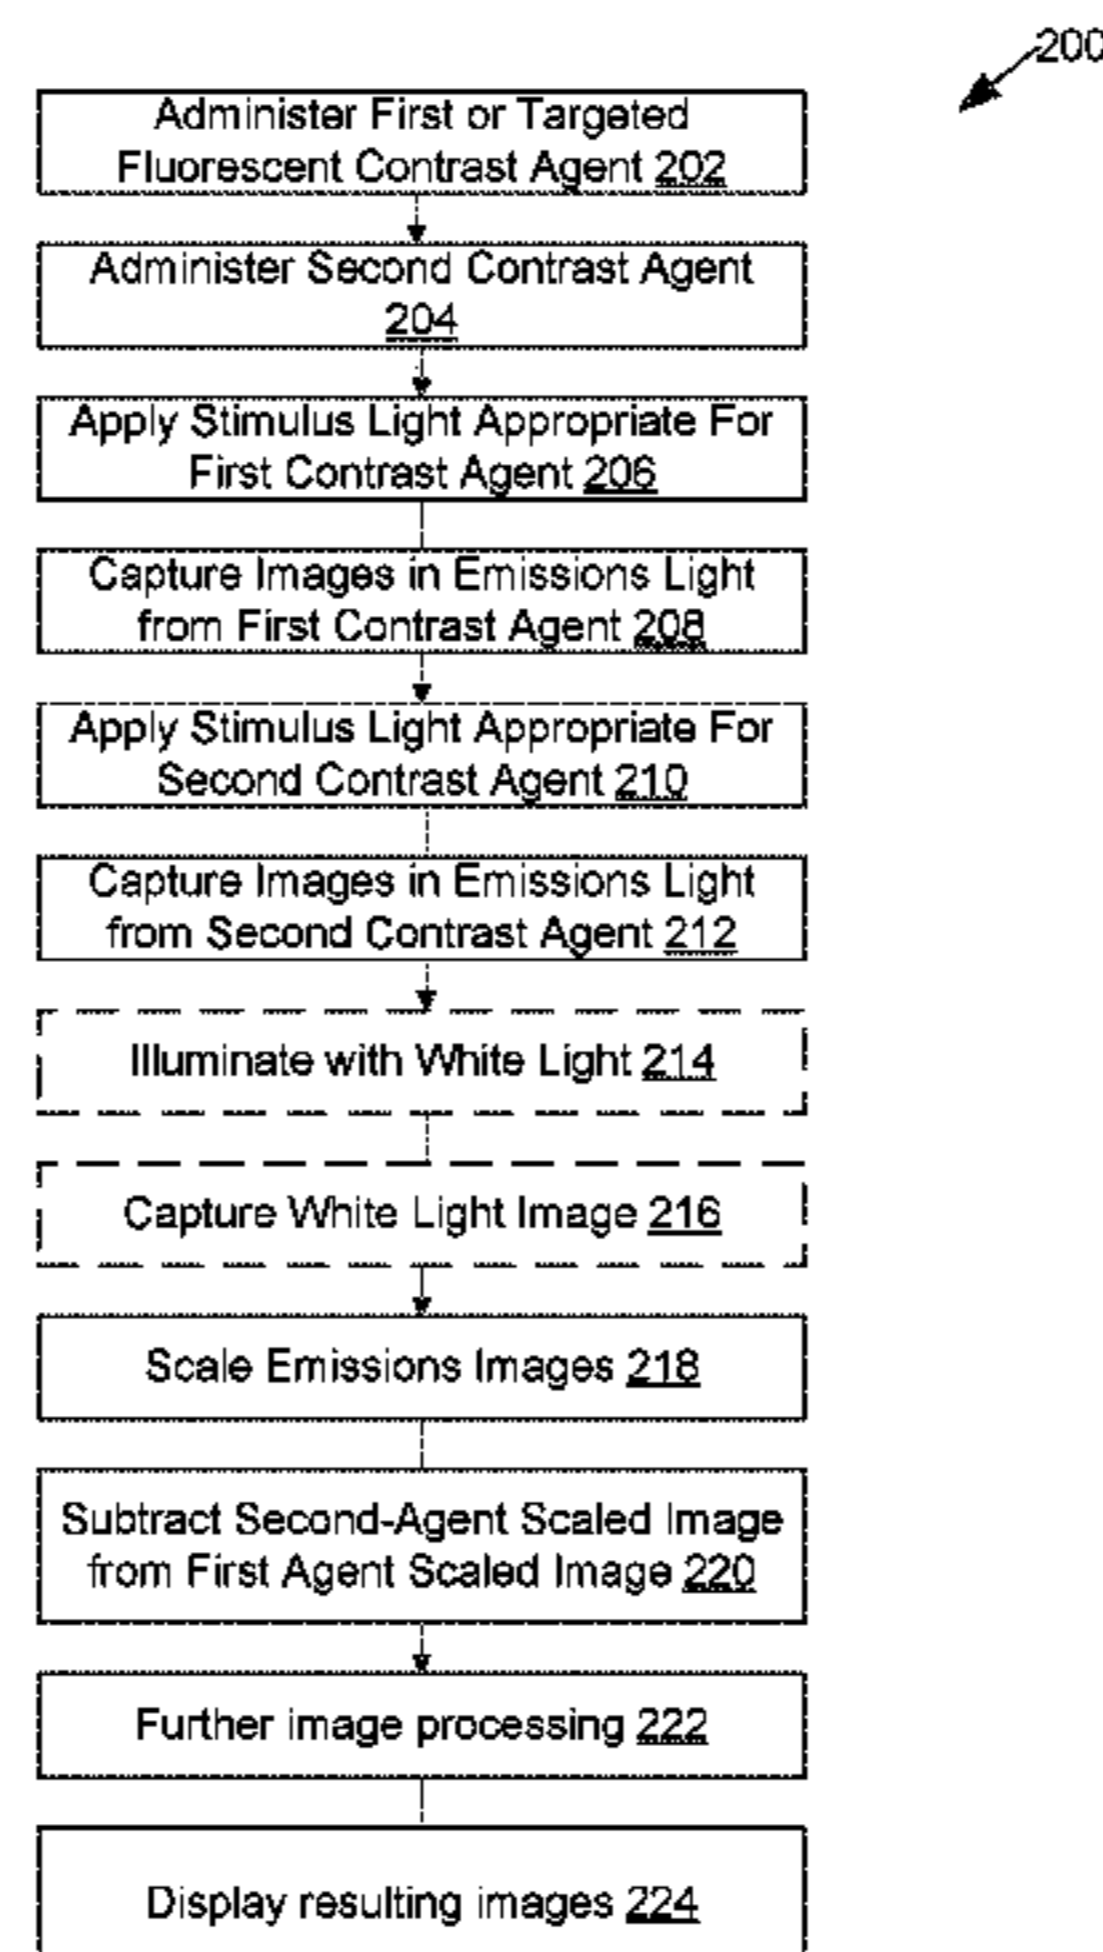 200
Administer First or Targeted
Fluorescent Contrast Agent 202
Administer Second Contrast Agent
204
Apply Stimulus Light Appropriate For
First Contrast Agent 206
Capture Images in Emissions Light
from First Contrast Agent 208
Apply Stimulus Light Appropriate For
Second Contrast Agent 210
Capture Images in Emissions Light
from Second Contrast Agent 212
Illuminate with White Light 214
Capture White Light Image 216
Scale Emissions Images 218
Subtract Second-Agent Scaled Image
from First Agent Scaled Image 220
Further image processing 222
Display resulting images 224